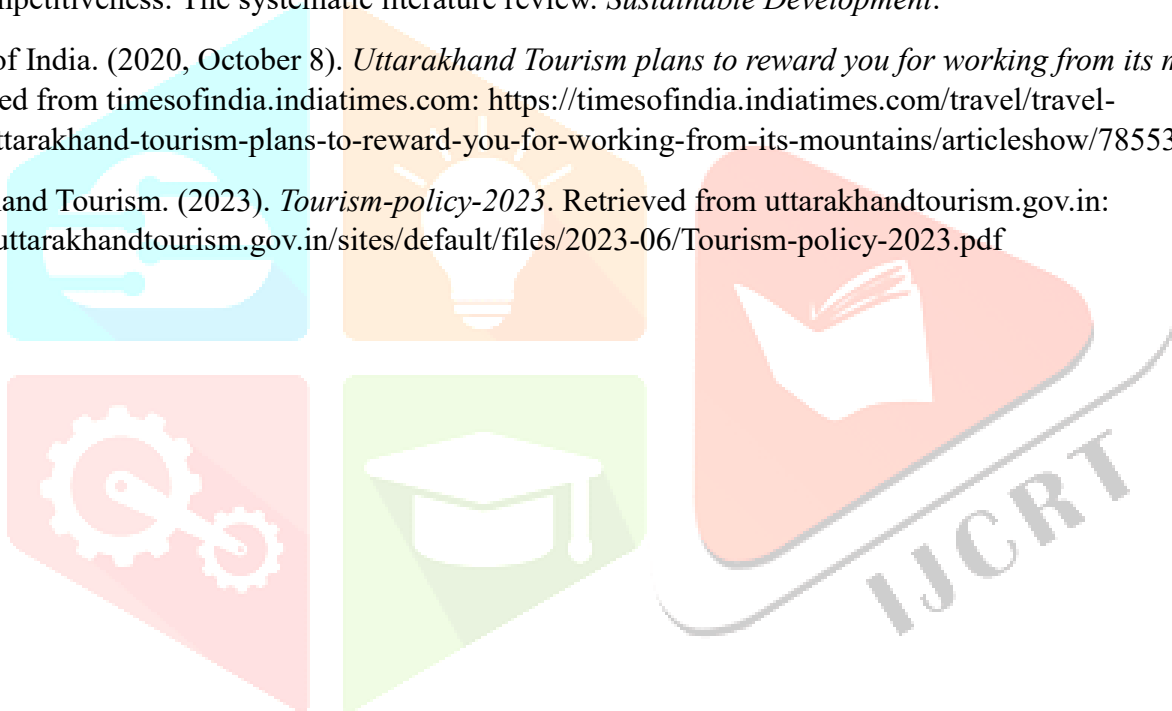 mpetitiveness: The systematic literature review. Sustainable Development.
of India. (2020, October 8). Uttarakhand Tourism plans to reward you for working from its
ed from timesofindia.indiatimes.com: https://timesofindia.indiatimes.com/travel/travel-
ttarakhand-tourism-plans-to-reward-you-for-working-from-its-mountains/articleshow/78553
and Tourism. (2023). Tourism-policy-2023. Retrieved from uttarakhandtourism.gov.in:
uttarakhandtourism.gov.in/sites/default/files/2023-06/Tourism-policy-2023.pdf
IJCRT